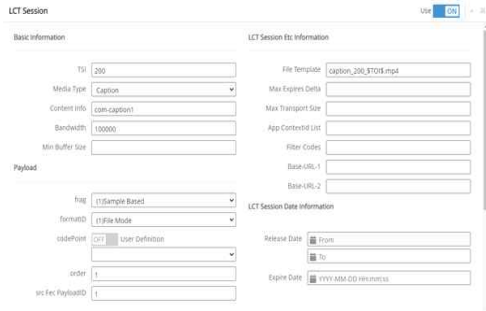 LCT Session
Use ON
Basic Information
TSI 200
Media Type Caption
Content Info com-caption1
Bandwidth 100000
Min Buffer Size
Payload
frag (1)Sample Based
formatID (1)File Mode
codePoint OFF User Definition
order 1
src Fec PayloadID 1
LCT Session Etc Information
File Template caption_200_$TOI$.mp4
Max Expires Delta
Max Transport Size
App Contextid List
Filter Codes
Base-URL-1
Base-URL-2
LCT Session Date Information
Release Date From
To
Expire Date YYYY-MM-DD HH:mm:ss